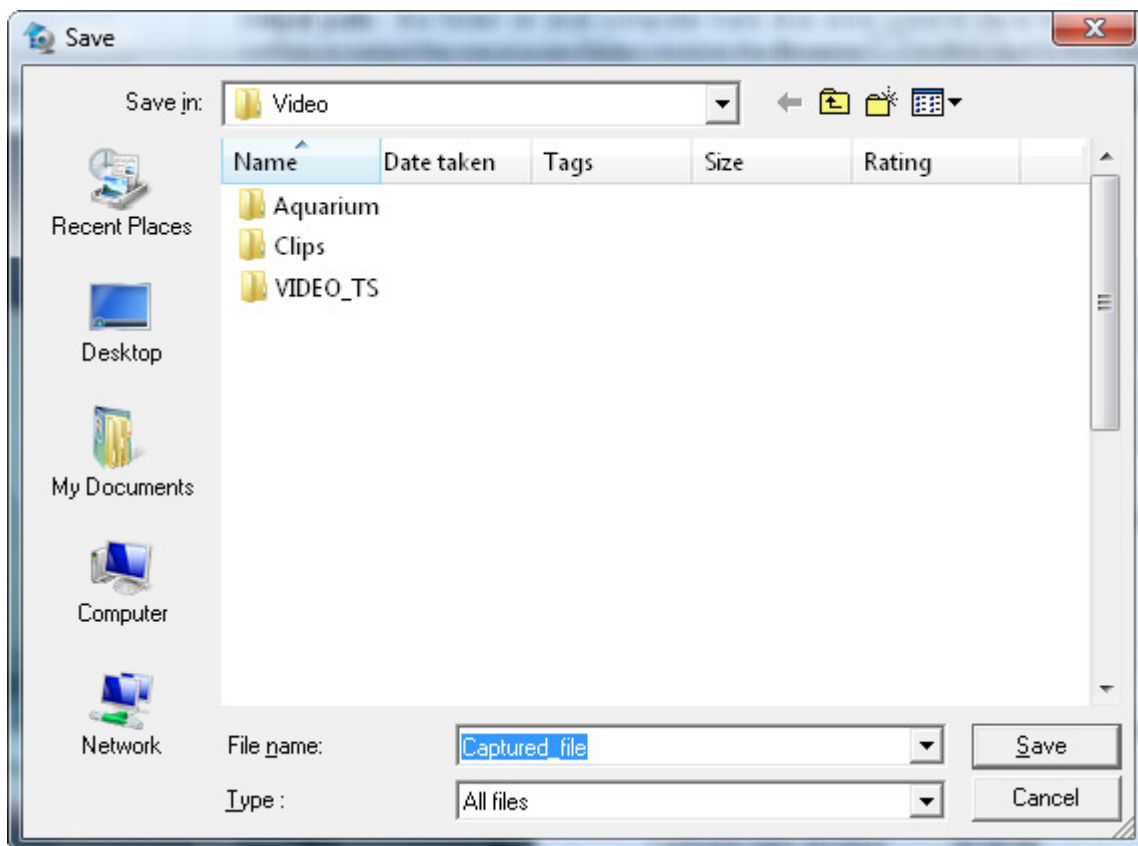 Save
Save in: Video
Name Date taken Tags Size Rating
Aquarium
Clips
VIDEO_TS
Recent Places
Desktop
My Documents
Computer
Network
File name: Captured_file Save
Type : All files Cancel